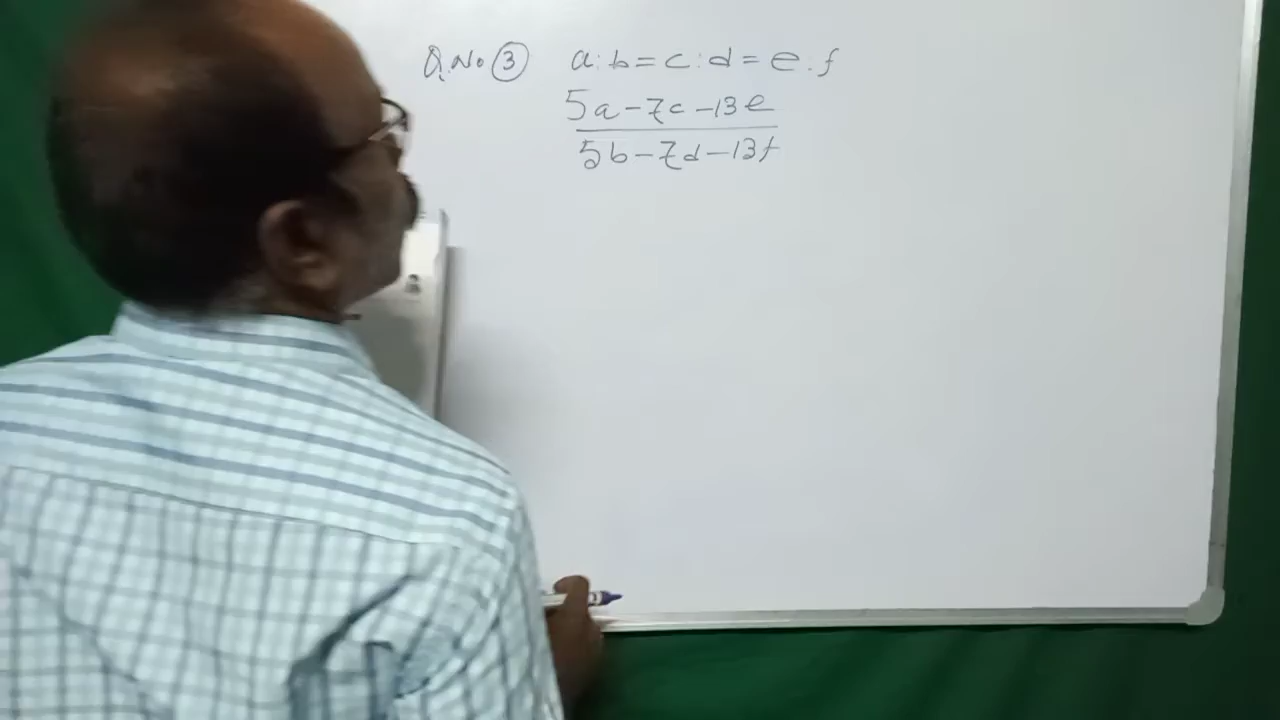 Q.No 3 a:b = c:d = e.f
5a-7c-13e
5b-7d-13f